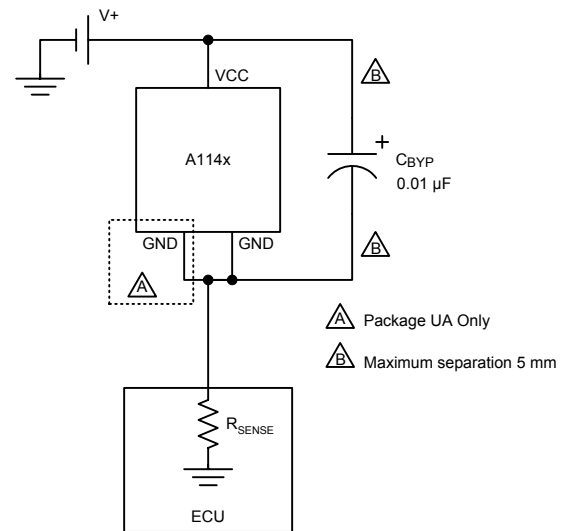 V+
VCC
B
A114x
+
CBYP
0.01 µF
GND
GND
B
A
A Package UA Only
B Maximum separation 5 mm
RSENSE
ECU